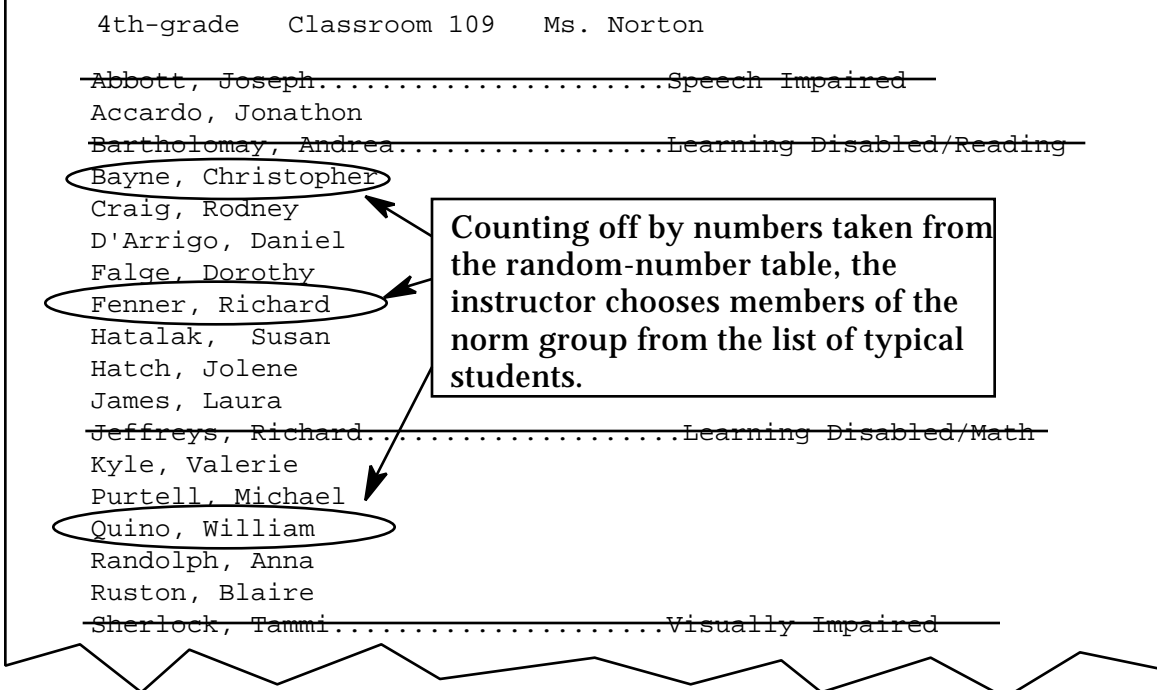 4th-grade Classroom 109 Ms. Norton
Abbott, Joseph......................Speech Impaired
Accardo, Jonathon
Bartholomay, Andrea.................Learning Disabled/Reading
Bayne, Christopher
Craig, Rodney
D'Arrigo, Daniel
Falge, Dorothy
Fenner, Richard
Hatalak, Susan
Hatch, Jolene
James, Laura
Jeffreys, Richard....................Learning Disabled/Math
Kyle, Valerie
Purtell, Michael
Quino, William
Randolph, Anna
Ruston, Blaire
Sherlock, Tammi.....................Visually Impaired
Counting off by numbers taken from
the random-number table, the
instructor chooses members of the
norm group from the list of typical
students.